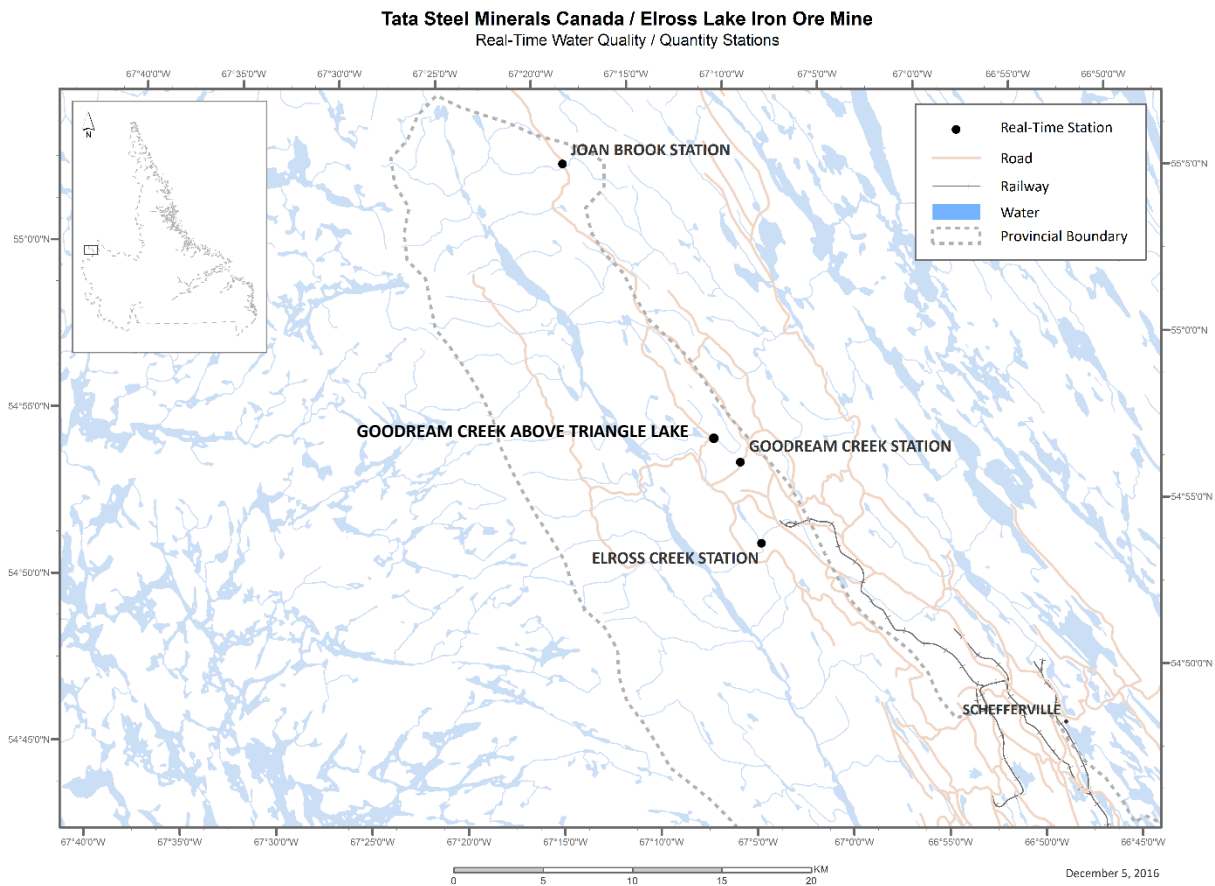 Tata Steel Minerals Canada / Elross Lake Iron Ore Mine
Real-Time Water Quality / Quantity Stations
67°40'0"W 67°35'0"W 67°30'0"W 67°25'0"W 67°20'0"W 67°15'0"W 67°10'0"W 67°5'0"W 67°0'0"W 66°55'0"W 66°50'0"W
N
Real-Time Station
Road
Railway
Water
Provincial Boundary
JOAN BROOK STATION
55°5'0"N
55°0'0"N
55°0'0"N
54°55'0"N
GOODREAM CREEK ABOVE TRIANGLE LAKE
GOODREAM CREEK STATION
54°55'0"N
ELROSS CREEK STATION
54°50'0"N
54°50'0"N
SCHEFFERVILLE
54°45'0"N
67°40'0"W 67°35'0"W 67°30'0"W 67°25'0"W 67°20'0"W 67°15'0"W 67°10'0"W 67°5'0"W 67°0'0"W 66°55'0"W 66°50'0"W 66°45'0"W
KM
0 5 10 15 20
December 5, 2016